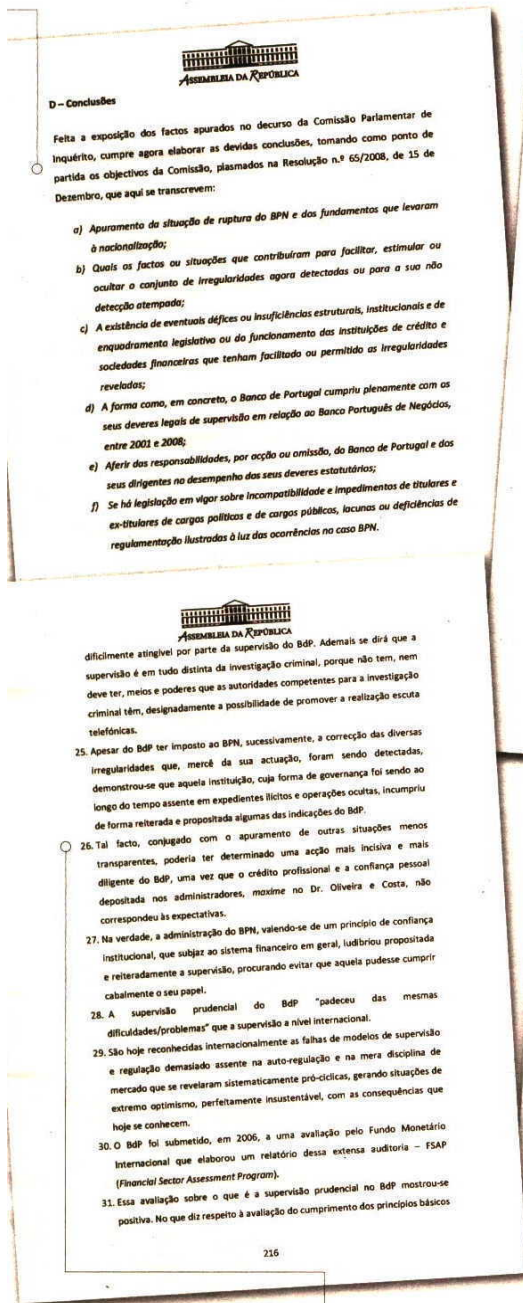 ASSEMBLEIA DA REPÚBLICA
D – Conclusões
Feita a exposição dos factos apurados no decurso da Comissão Parlamentar de
Inquérito, cumpre agora elaborar as devidas conclusões, tomando como ponto de
partida os objectivos da Comissão, plasmados na Resolução n.º 65/2008, de 15 de
Dezembro, que aqui se transcrevem:
a) Apuramento da situação de ruptura do BPN e dos fundamentos que levaram
à nacionalização;
b) Quais os factos ou situações que contribuíram para facilitar, estimular ou
ocultar o conjunto de irregularidades agora detectadas ou para a sua não
detecção atempada;
c) A existência de eventuais défices ou insuficiências estruturais, institucionais e de
enquadramento legislativo ou do funcionamento das instituições de crédito e
sociedades financeiras que tenham facilitado ou permitido as irregularidades
reveladas;
d) A forma como, em concreto, o Banco de Portugal cumpriu plenamente com os
seus deveres legais de supervisão em relação ao Banco Português de Negócios,
entre 2001 e 2008;
e) Aferir das responsabilidades, por acção ou omissão, do Banco de Portugal e dos
seus dirigentes no desempenho dos seus deveres estatutários;
f) Se há legislação em vigor sobre incompatibilidade e impedimentos de titulares e
ex-titulares de cargos políticos e de cargos públicos, lacunas ou deficiências de
regulamentação ilustradas à luz das ocorrências no caso BPN.
ASSEMBLEIA DA REPÚBLICA
dificilmente atingível por parte da supervisão do BdP. Ademais se dirá que a
supervisão é em tudo distinta da investigação criminal, porque não tem, nem
deve ter, meios e poderes que as autoridades competentes para a investigação
criminal têm, designadamente a possibilidade de promover a realização escuta
telefónicas.
25. Apesar do BdP ter imposto ao BPN, sucessivamente, a correcção das diversas
irregularidades que, mercê da sua actuação, foram sendo detectadas,
demonstrou-se que aquela instituição, cuja forma de governança foi sendo ao
longo do tempo assente em expedientes ilícitos e operações ocultas, incumpriu
de forma reiterada e propositada algumas das indicações do BdP.
26. Tal facto, conjugado com o apuramento de outras situações menos
transparentes, poderia ter determinado uma acção mais incisiva e mais
diligente do BdP, uma vez que o crédito profissional e a confiança pessoal
depositada nos administradores, maxime no Dr. Oliveira e Costa, não
correspondeu às expectativas.
27. Na verdade, a administração do BPN, valendo-se de um princípio de confiança
institucional, que subjaz ao sistema financeiro em geral, ludibriou propositada
e reiteradamente a supervisão, procurando evitar que aquela pudesse cumprir
cabalmente o seu papel.
28. A supervisão prudencial do BdP "padeceu das mesmas
dificuldades/problemas" que a supervisão a nível internacional.
29. São hoje reconhecidas internacionalmente as falhas de modelos de supervisão
e regulação demasiado assente na auto-regulação e na mera disciplina de
mercado que se revelaram sistematicamente pró-cíclicas, gerando situações de
extremo optimismo, perfeitamente insustentável, com as consequências que
hoje se conhecem.
30. O BdP foi submetido, em 2006, a uma avaliação pelo Fundo Monetário
Internacional que elaborou um relatório dessa extensa auditoria – FSAP
(Financial Sector Assessment Program).
31. Essa avaliação sobre o que é a supervisão prudencial no BdP mostrou-se
positiva. No que diz respeito à avaliação do cumprimento dos princípios básicos
216